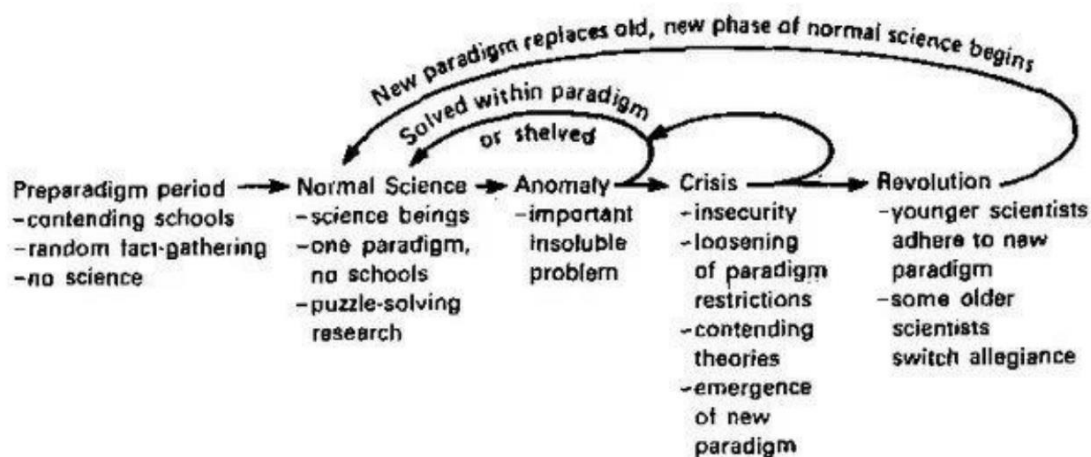 New paradigm replaces old, new phase of normal science begins
Solved within paradigm
or shelved
Preparadigm period
-contending schools
-random fact-gathering
-no science
Normal Science
-science beings
-one paradigm,
no schools
-puzzle-solving
research
Anomaly
-important
insoluble
problem
Crisis
-insecurity
-loosening
of paradigm
restrictions
-contending
theories
-emergence
of new
paradigm
Revolution
-younger scientists
adhere to new
paradigm
-some older
scientists
switch allegiance